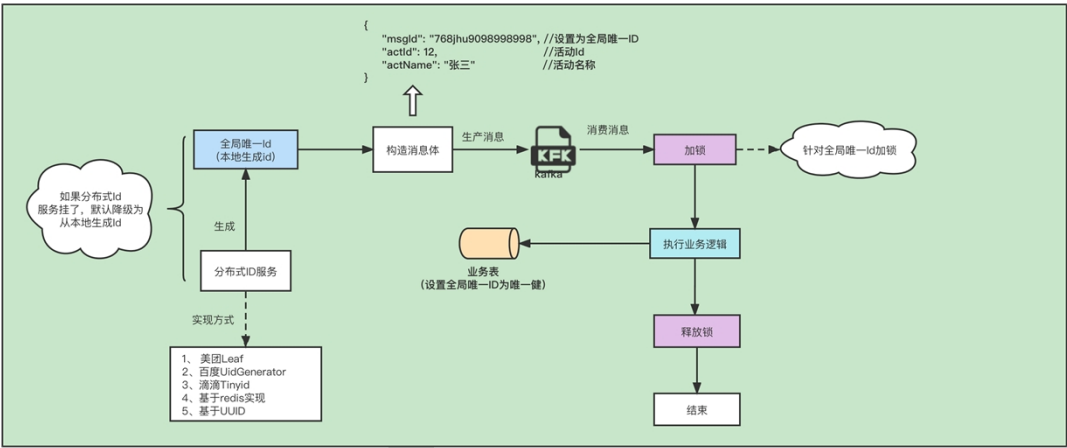 {
"msgId": "768jhu9098998998", //设置为全局唯一ID
"actId": 12, //活动Id
"actName": "张三" //活动名称
}
生产消息
消费消息
全局唯一Id
(本地生成id)
构造消息体
KFK
kafka
加锁
针对全局唯一Id加锁
如果分布式Id
服务挂了，默认降级为
从本地生成Id
生成
分布式ID服务
执行业务逻辑
业务表
(设置全局唯一ID为唯一健)
实现方式
释放锁
1、 美团Leaf
2、百度UidGenerator
3、滴滴Tinyid
4、基于redis实现
5、基于UUID
结束